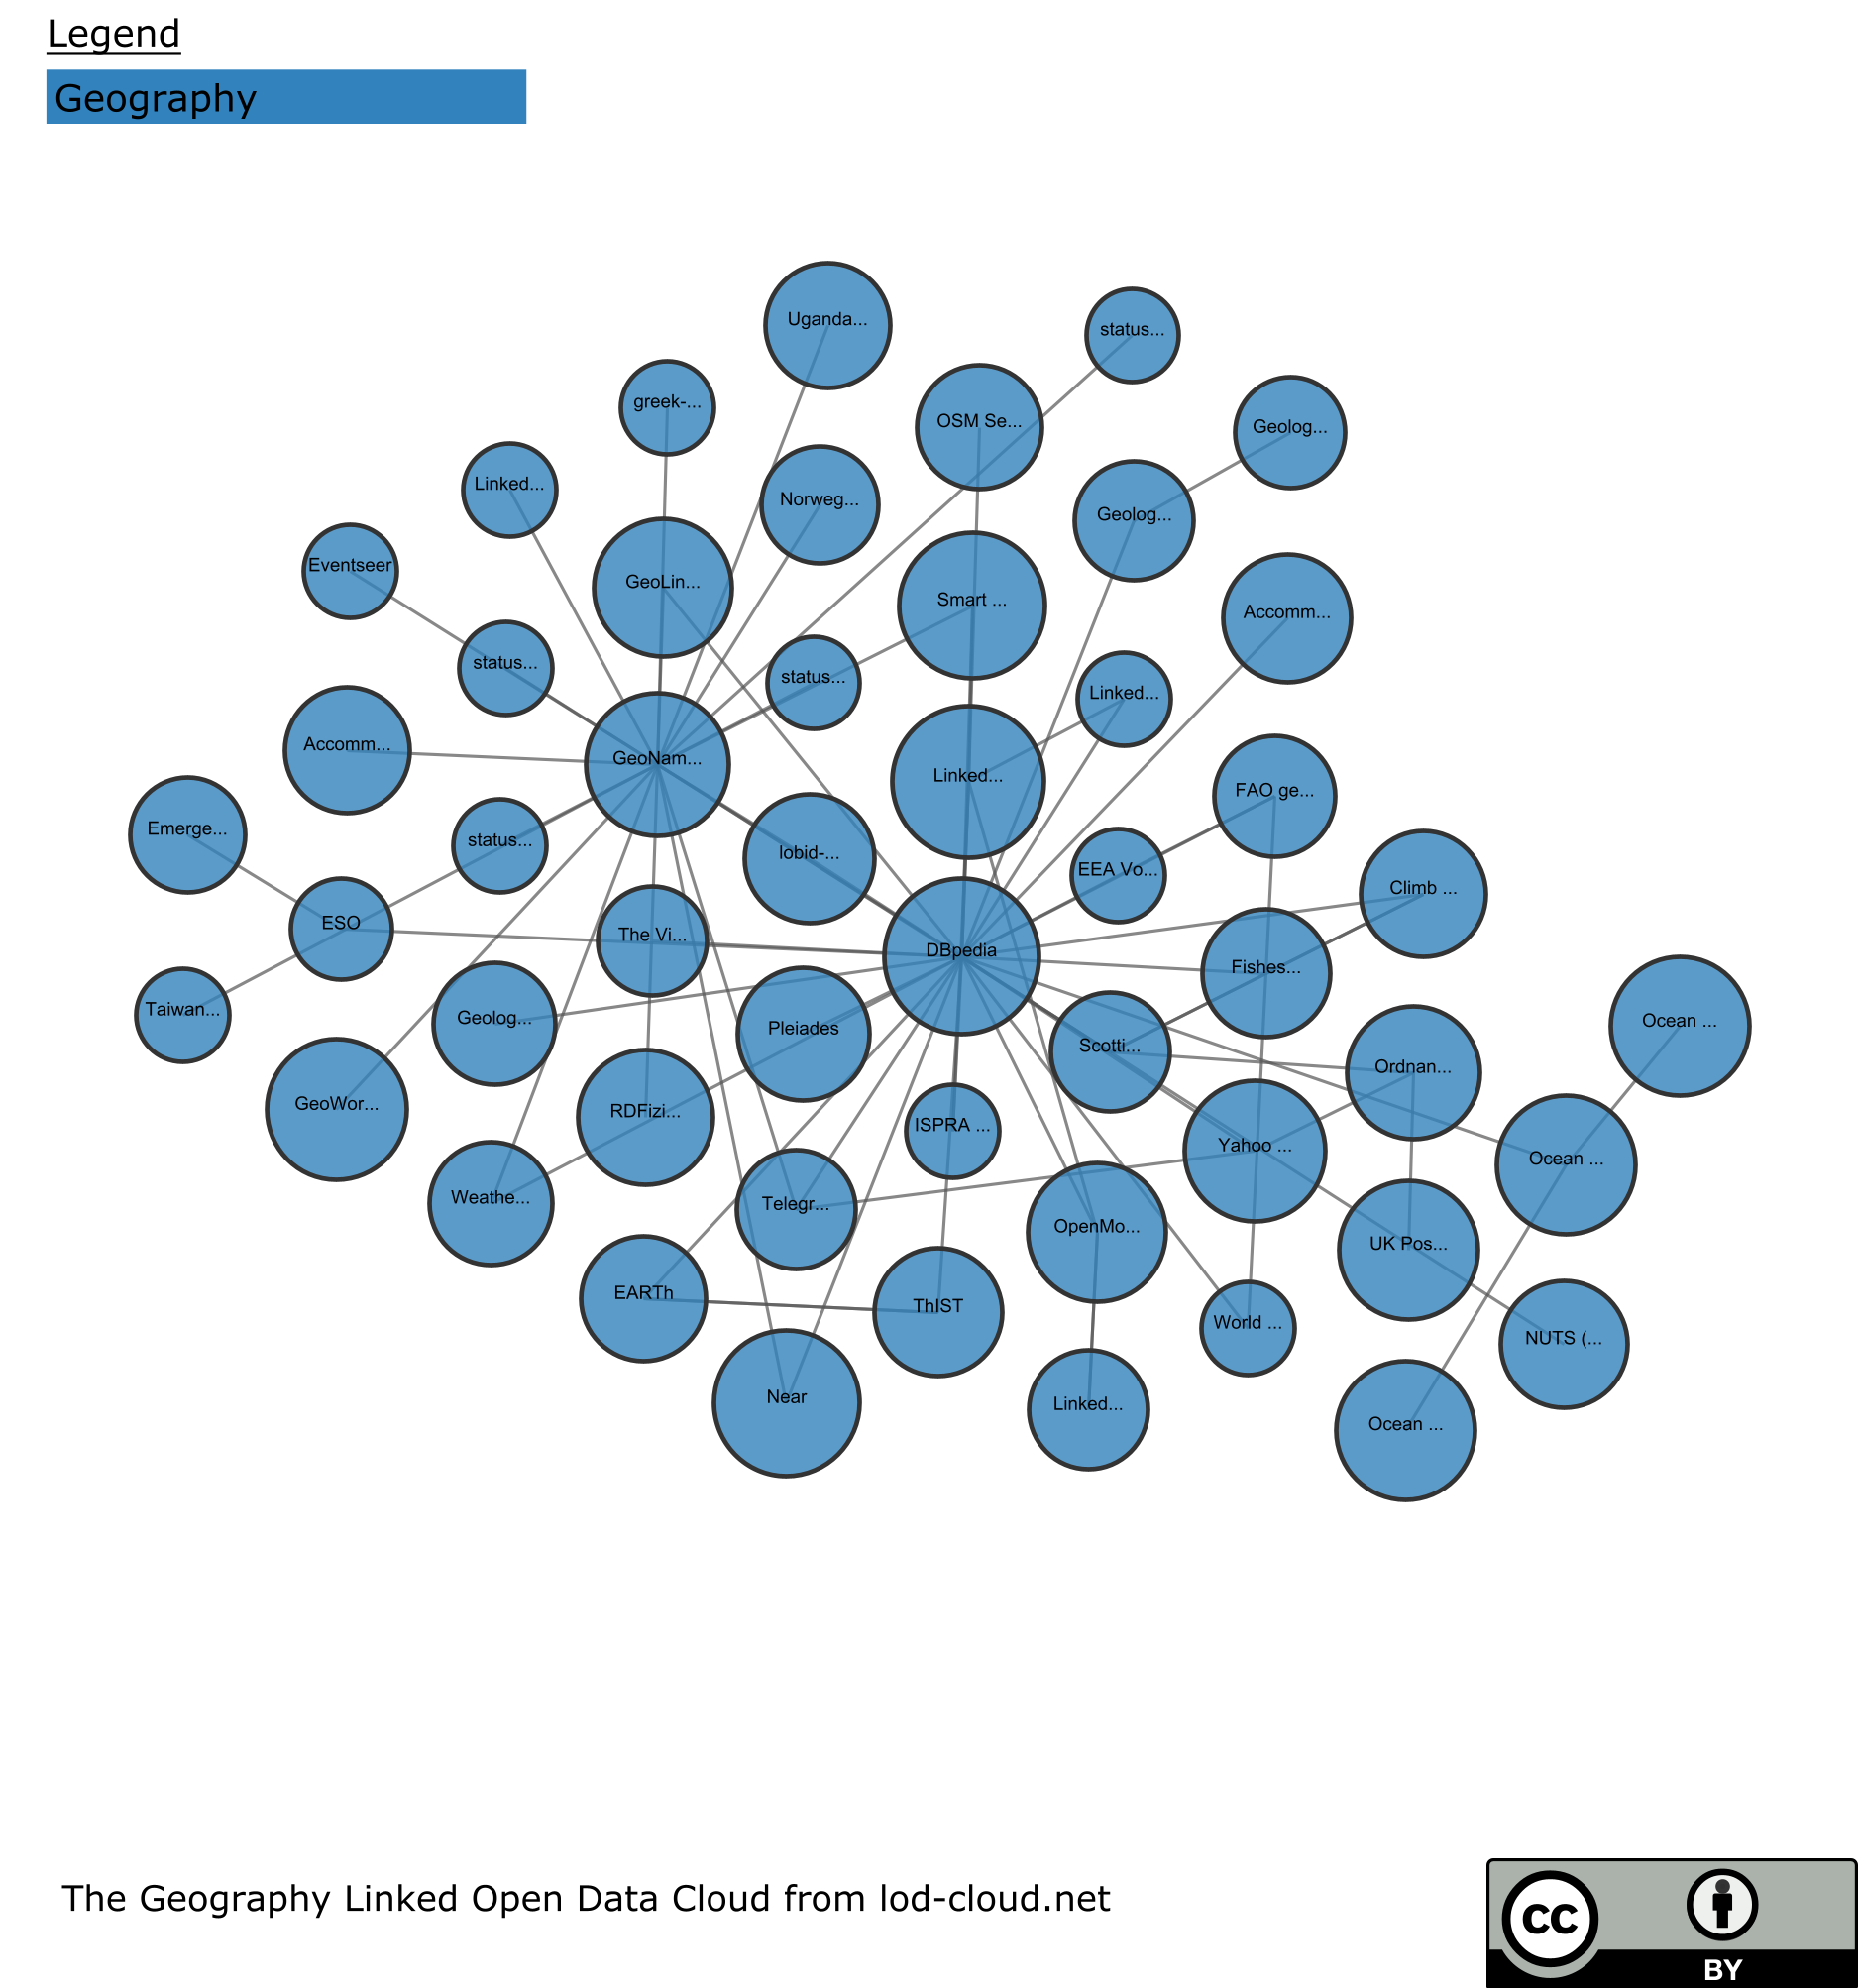 Legend
Geography
Uganda...
status...
greek-...
OSM Se...
Geolog...
Linked...
Norweg...
Geolog...
Eventseer
GeoLin...
Smart ...
Accomm...
status...
status...
Linked...
Accomm...
GeoNam...
Linked...
FAO ge...
Emerge...
status...
lobid-...
EEA Vo...
Climb ...
ESO
The Vi...
DBpedia
Fishes...
Taiwan...
Geolog...
Pleiades
Scotti...
Ordnan...
Ocean ...
GeoWor...
RDFizi...
ISPRA ...
Yahoo ...
Ocean ...
Weathe...
Telegr...
OpenMo...
UK Pos...
EARTh
ThIST
World ...
NUTS (...
Near
Linked...
Ocean ...
The Geography Linked Open Data Cloud from lod-cloud.net
cc
BY